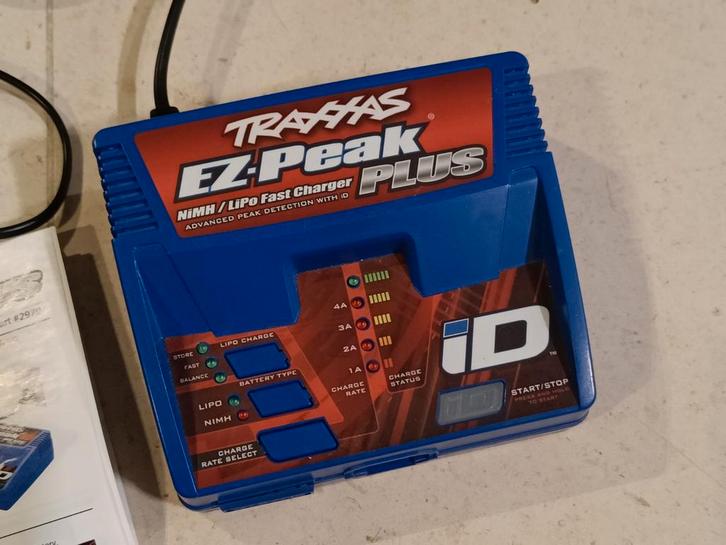 TRAXXAS
EZ-Peak
PLUS
NiMH / LiPo Fast Charger
ADVANCED PEAK DETECTION WITH iD
4A
3A
2A
1A
CHARGE
RATE
CHARGE
STATUS
LIPO CHARGE
STORE
FAST
BALANCE
BATTERY TYPE
LIPO
NIMH
CHARGE
RATE SELECT
iD
TM
START/STOP
PRESS AND HOLD
TO START
iD